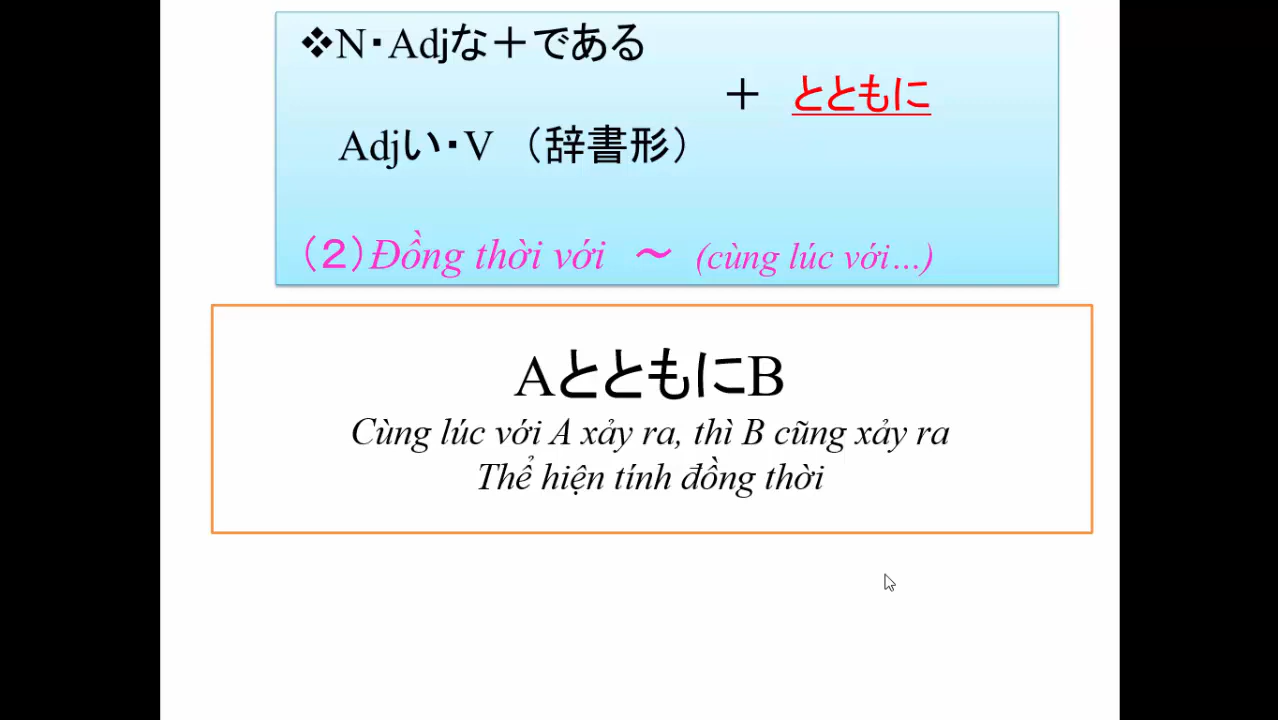 ❖N・Adjな＋である
＋ とともに
Adjい・V （辞書形）
（２）Đồng thời với ～ (cùng lúc với…)
AとともにB
Cùng lúc với A xảy ra, thì B cũng xảy ra
Thể hiện tính đồng thời